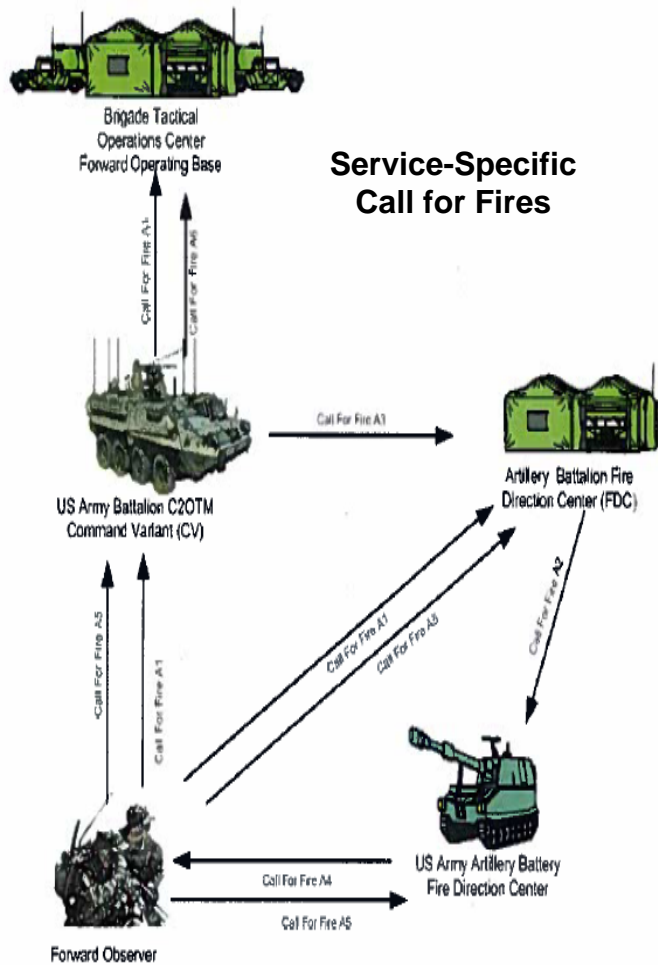 Brigade Tactical
Operations Center
Forward Operating Base
Service-Specific
Call for Fires
Call For Fire A1
Call For Fire
Call For Fire A3
Artillery Battalion Fire
Direction Center (FDC)
US Army Battalion C2OTM
Command Variant (CV)
Call For Fire A5
Call For Fire A1
Call For Fire A1
Call For Fire A5
Call For Fire A2
US Army Artillery Battery
Fire Direction Center
Call For Fire A4
Call For Fire A5
Forward Observer